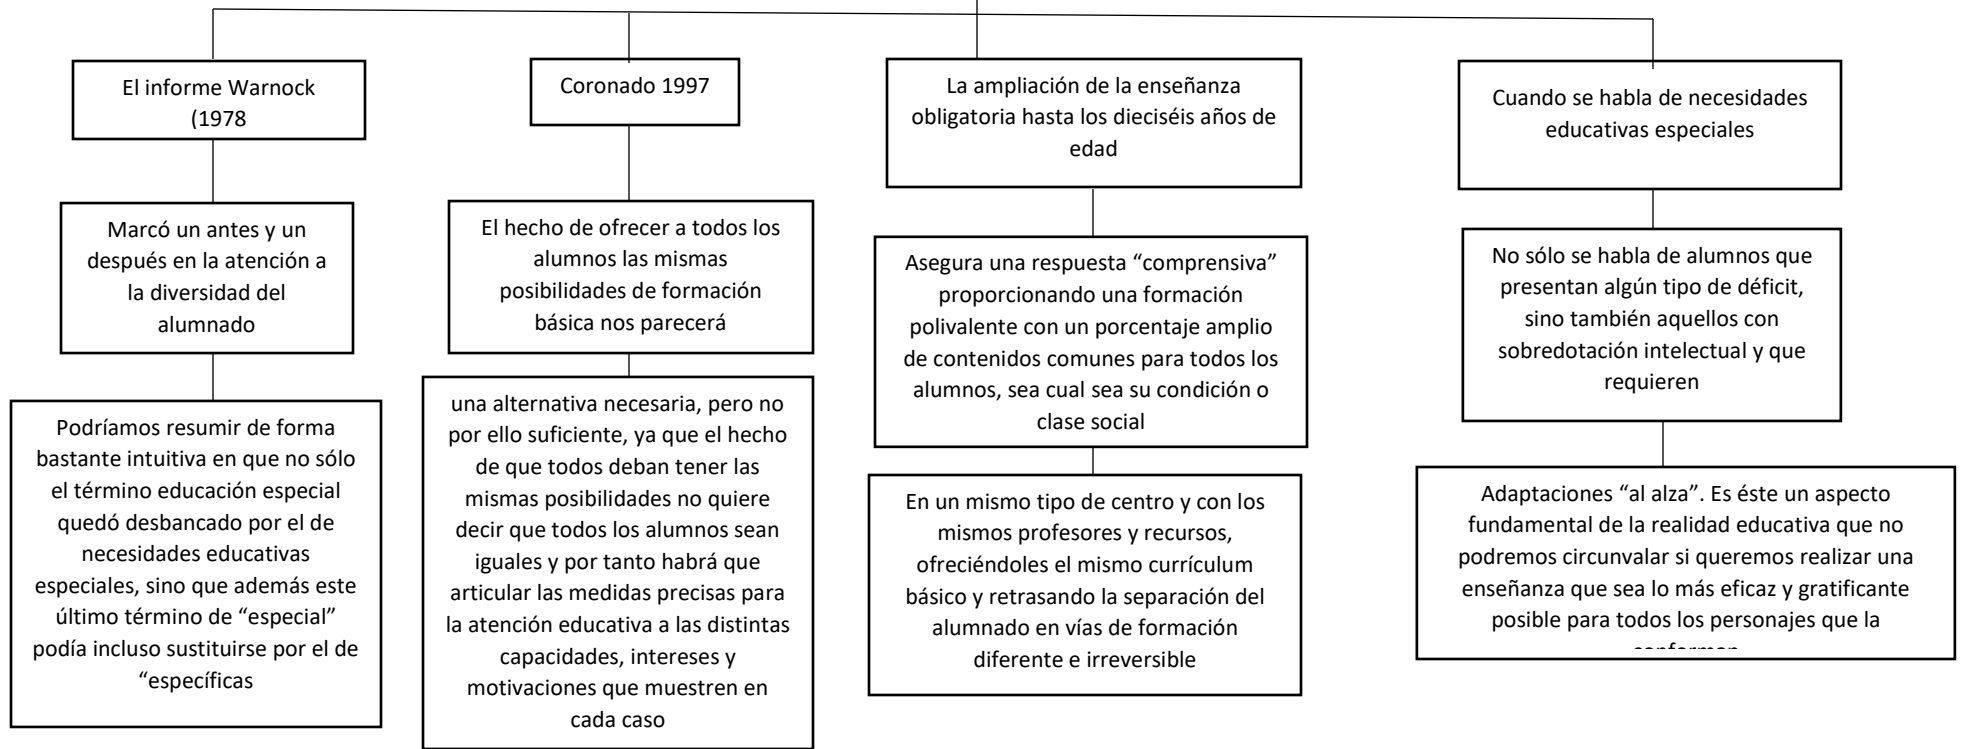 El informe Warnock
(1978
Marcó un antes y un
después en la atención a
la diversidad del
alumnado
Podríamos resumir de forma
bastante intuitiva en que no sólo
el término educación especial
quedó desbancado por el de
necesidades educativas
especiales, sino que además este
último término de “especial”
podía incluso sustituirse por el de
“específicas
Coronado 1997
El hecho de ofrecer a todos los
alumnos las mismas
posibilidades de formación
básica nos parecerá
una alternativa necesaria, pero no
por ello suficiente, ya que el hecho
de que todos deban tener las
mismas posibilidades no quiere
decir que todos los alumnos sean
iguales y por tanto habrá que
articular las medidas precisas para
la atención educativa a las distintas
capacidades, intereses y
motivaciones que muestren en
cada caso
La ampliación de la enseñanza
obligatoria hasta los dieciséis años de
edad
Asegura una respuesta “comprensiva”
proporcionando una formación
polivalente con un porcentaje amplio
de contenidos comunes para todos los
alumnos, sea cual sea su condición o
clase social
En un mismo tipo de centro y con los
mismos profesores y recursos,
ofreciéndoles el mismo currículum
básico y retrasando la separación del
alumnado en vías de formación
diferente e irreversible
Cuando se habla de necesidades
educativas especiales
No sólo se habla de alumnos que
presentan algún tipo de déficit,
sino también aquellos con
sobredotación intelectual y que
requieren
Adaptaciones “al alza”. Es éste un aspecto
fundamental de la realidad educativa que no
podremos circunvalar si queremos realizar una
enseñanza que sea lo más eficaz y gratificante
posible para todos los personajes que la